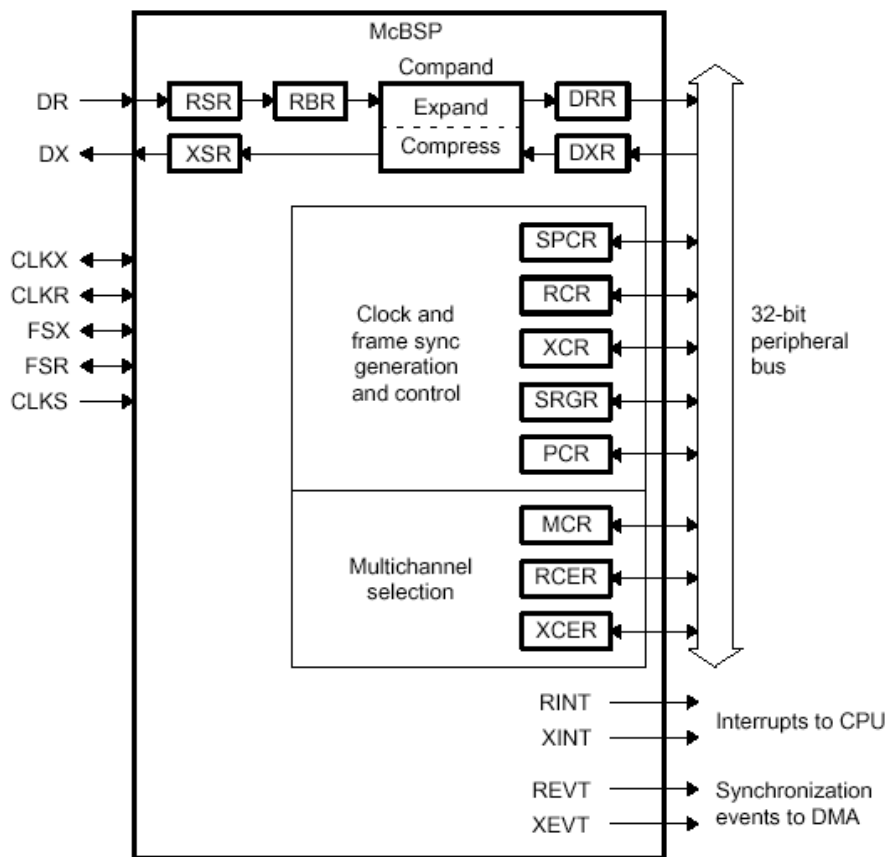 McBSP
Compand
DR
RSR
RBR
Expand
DRR
DX
XSR
Compress
DXR
SPCR
CLKX
CLKR
FSX
FSR
CLKS
RCR
Clock and
frame sync
generation
and control
XCR
SRGR
PCR
32-bit
peripheral
bus
MCR
Multichannel
selection
RCER
XCER
RINT
XINT
Interrupts to CPU
REVT
XEVT
Synchronization
events to DMA